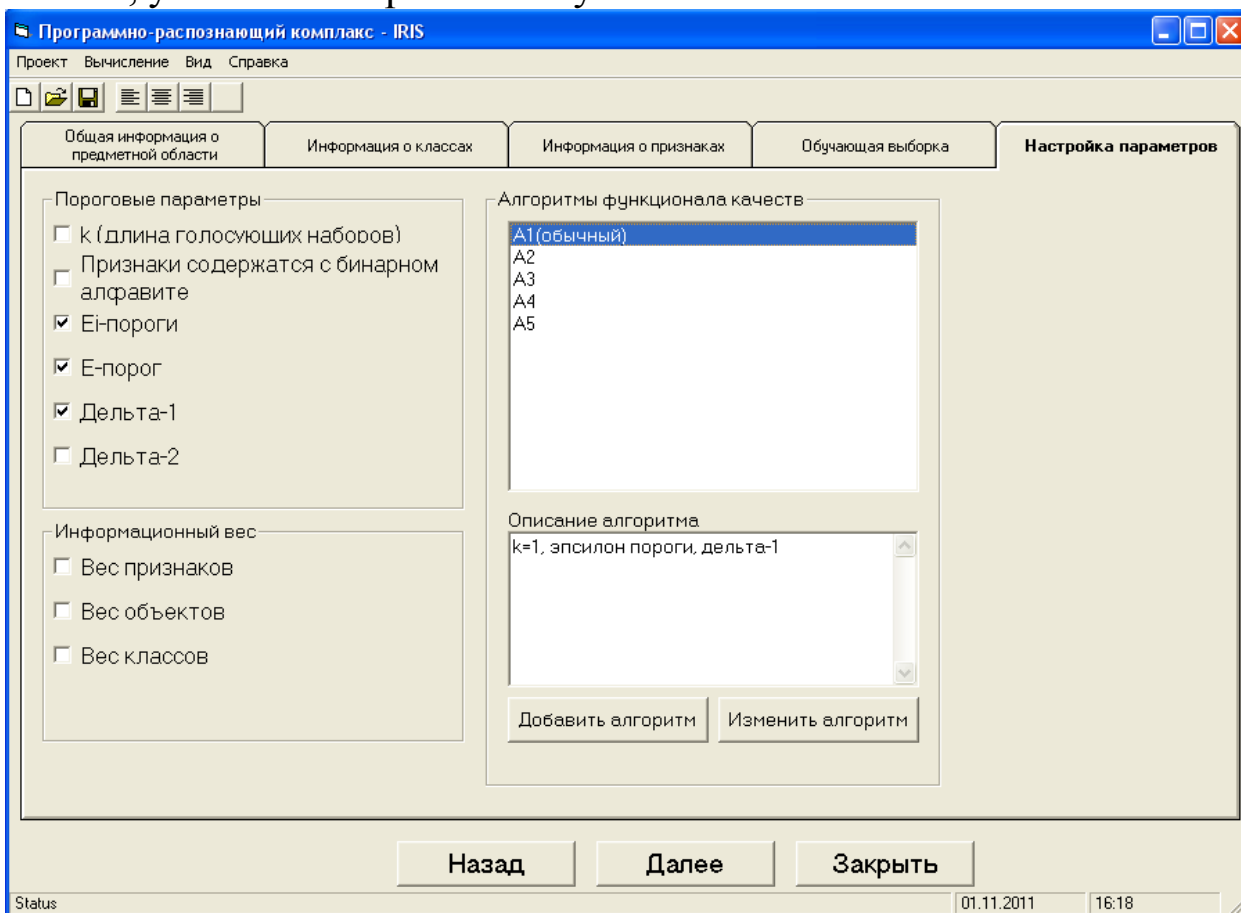 Программно-распознающий комплакс - IRIS
Проект Вычисление Вид Справка
Общая информация о
предметной области
Информация о классах
Информация о признаках
Обучающая выборка
Настройка параметров
Пороговые параметры
k (длина голосующих наборов)
Признаки содержатся с бинарном
алфавите
Ei-пороги
E-порог
Дельта-1
Дельта-2
Информационный вес
Вес признаков
Вес объектов
Вес классов
Алгоритмы функционала качеств
A1(обычный)
A2
A3
A4
A5
Описание алгоритма
k=1, эпсилон пороги, дельта-1
Добавить алгоритм
Изменить алгоритм
Назад
Далее
Закрыть
Status
01.11.2011
16:18